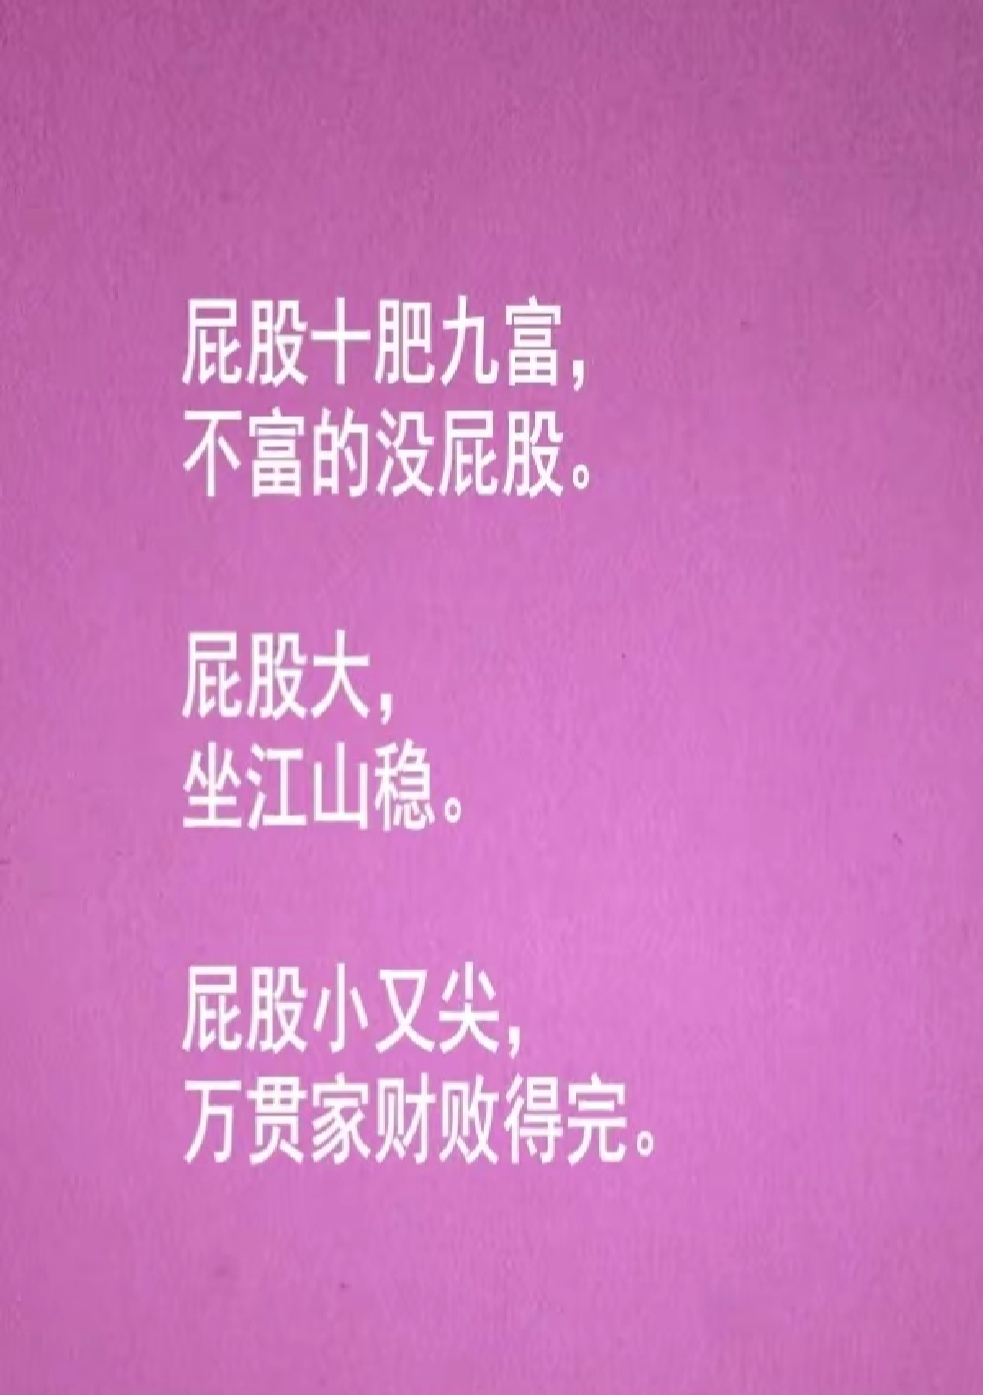 屁股十肥九富，
不富的没屁股。
屁股大，
坐江山稳。
屁股小又尖，
万贯家财败得完。